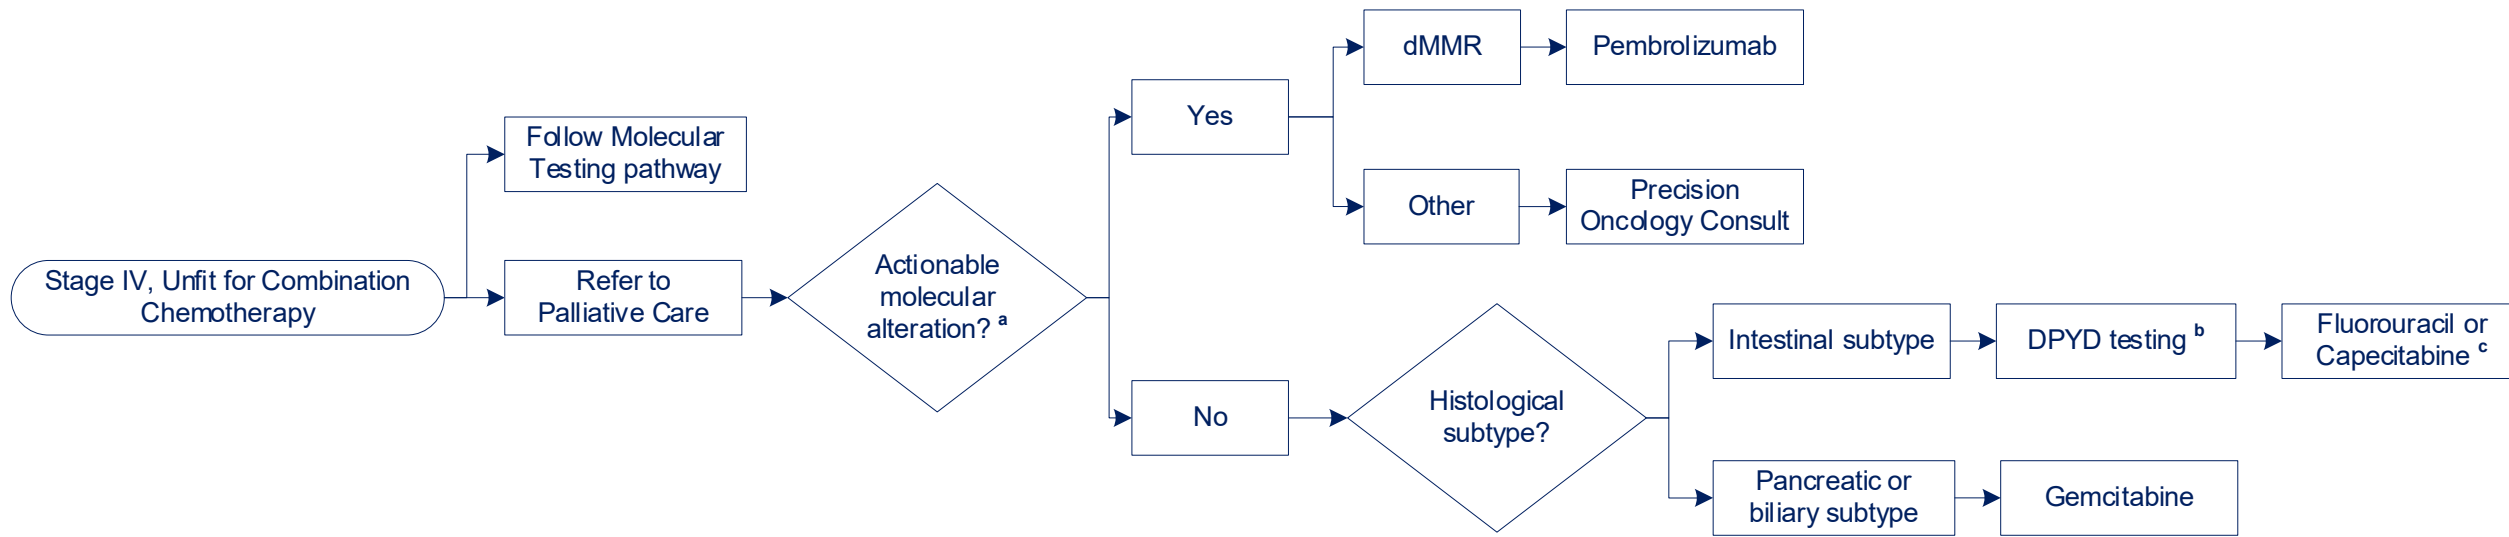 Stage IV, Unfit for Combination
Chemotherapy
Follow Molecular
Testing pathway
Refer to
Palliative Care
Actionable
molecular
alteration? a
Yes
dMMR
Pembrolizumab
Other
Precision
Oncology Consult
No
Histological
subtype?
Intestinal subtype
DPYD testing b
Fluorouracil or
Capecitabine c
Pancreatic or
biliary subtype
Gemcitabine